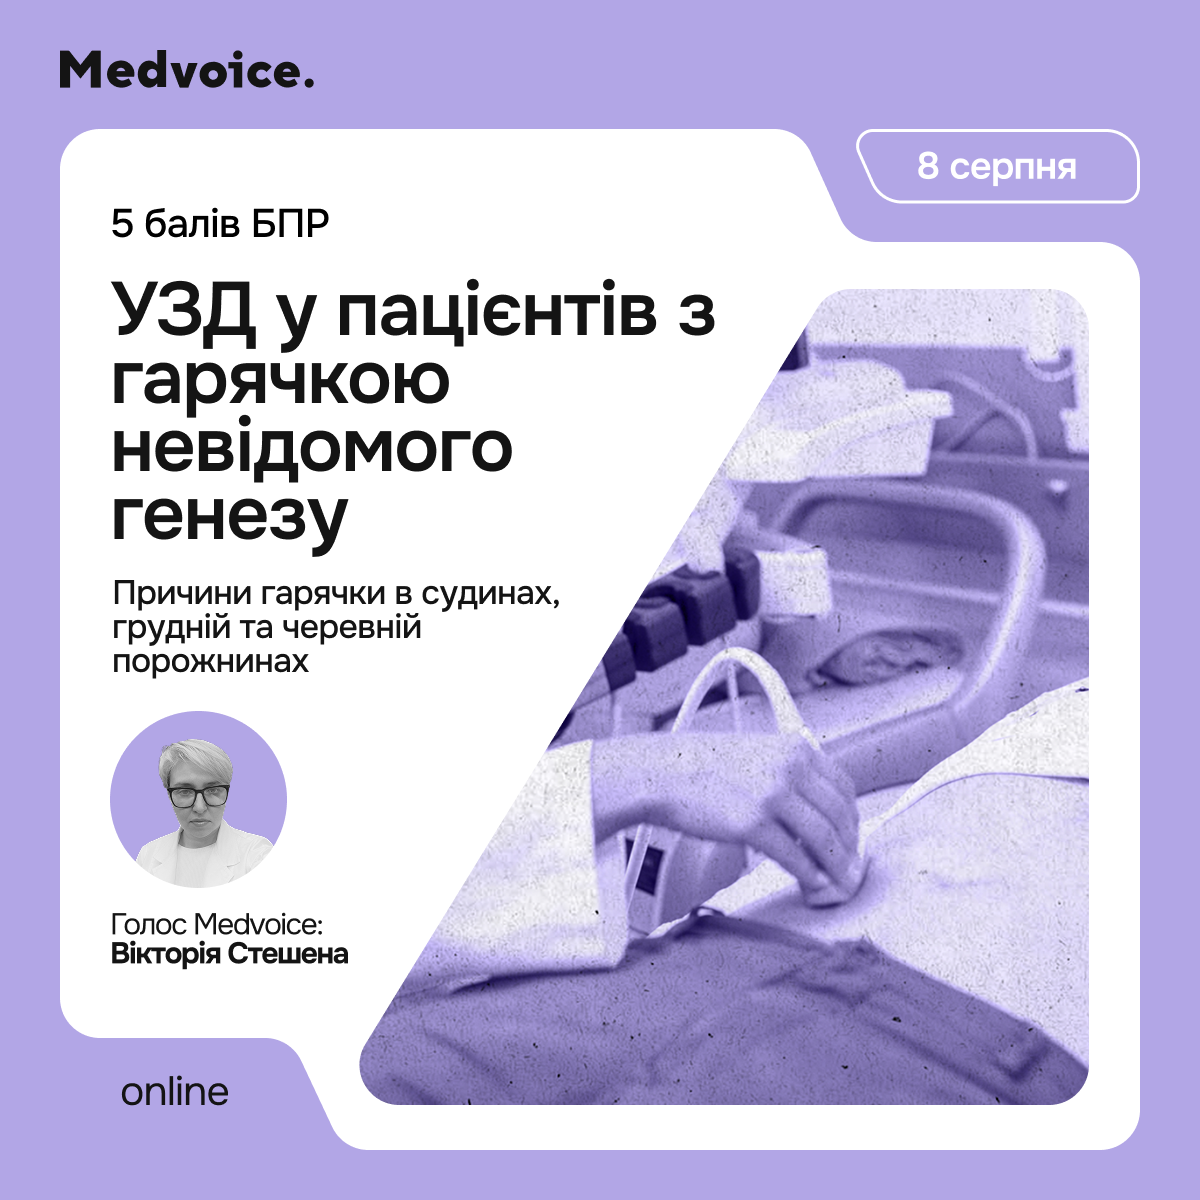 Medvoice.
8 серпня
5 балів БПР
УЗД у пацієнтів з
гарячкою
невідомого
генезу
Причини гарячки в судинах,
грудній та черевній
порожнинах
Голос Medvoice:
Вікторія Стешена
online